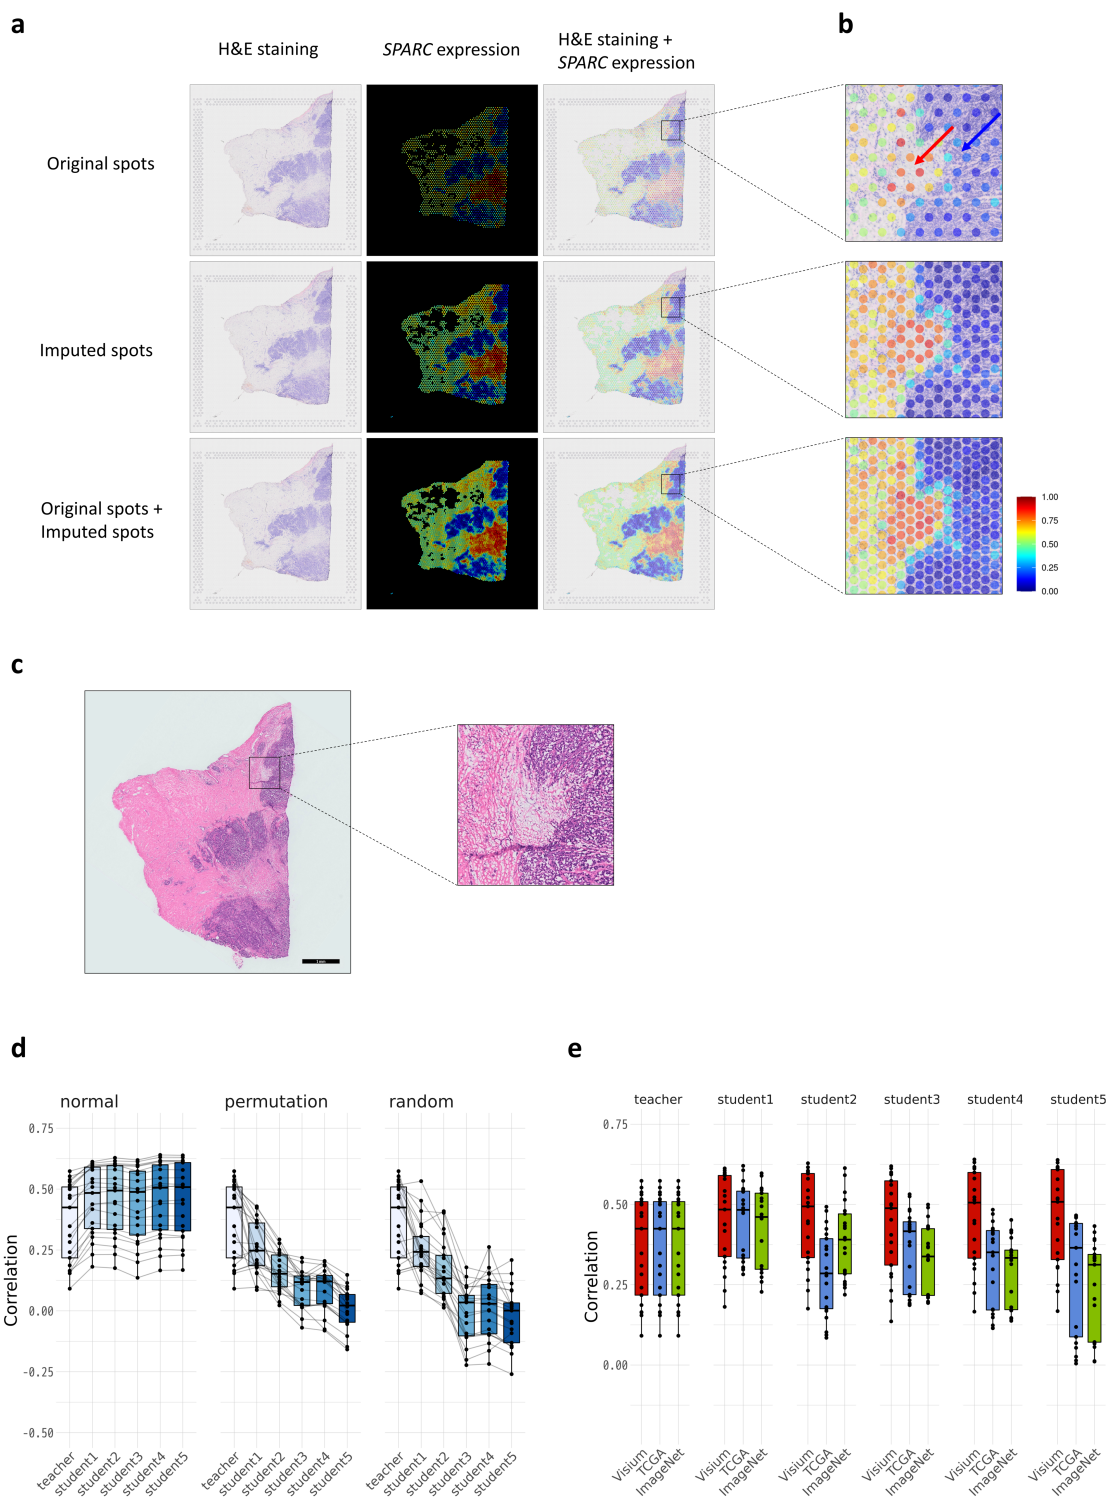 a
b
H&E staining
SPARC expression
H&E staining +
SPARC expression
Original spots
Imputed spots
Original spots +
Imputed spots
1.00
0.75
0.50
0.25
0.00
c
1 mm
d
e
normal
permutation
random
Correlation
0.75
0.50
0.25
0.00
-0.25
-0.50
teacher
student1
student2
student3
student4
student5
teacher
student1
student2
student3
student4
student5
teacher
student1
student2
student3
student4
student5
teacher
student1
student2
student3
student4
student5
Correlation
0.75
0.50
0.25
0.00
Visium
TCGA
ImageNet
Visium
TCGA
ImageNet
Visium
TCGA
ImageNet
Visium
TCGA
ImageNet
Visium
TCGA
ImageNet
Visium
TCGA
ImageNet